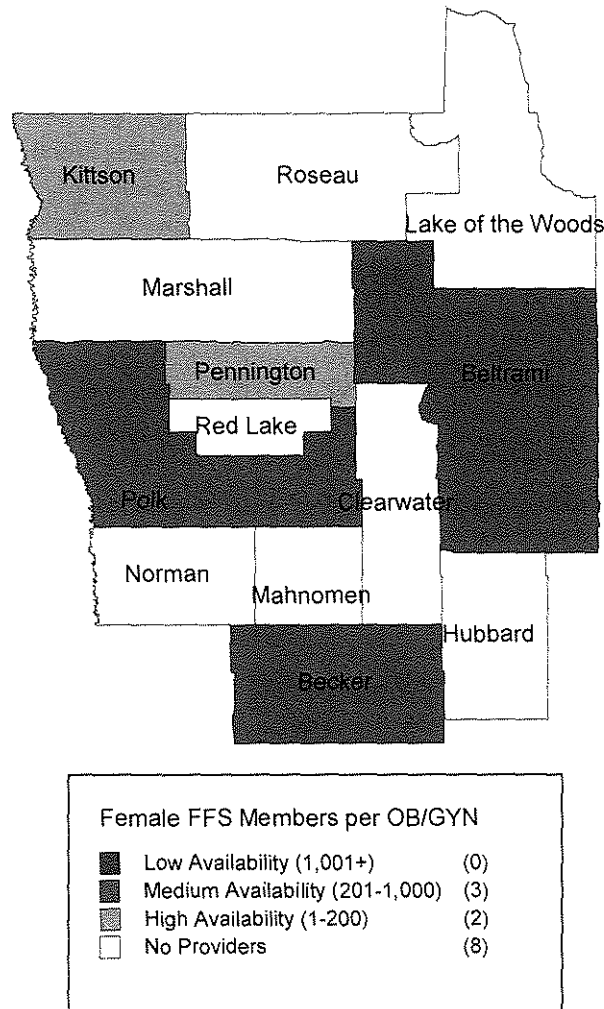 Kittson
Roseau
Lake of the Woods
Marshall
Pennington
Beltrami
Red Lake
Polk
Clearwater
Norman
Mahnomen
Hubbard
Becker
Female FFS Members per OB/GYN
Low Availability (1,001+) (0)
Medium Availability (201-1,000) (3)
High Availability (1-200) (2)
No Providers (8)